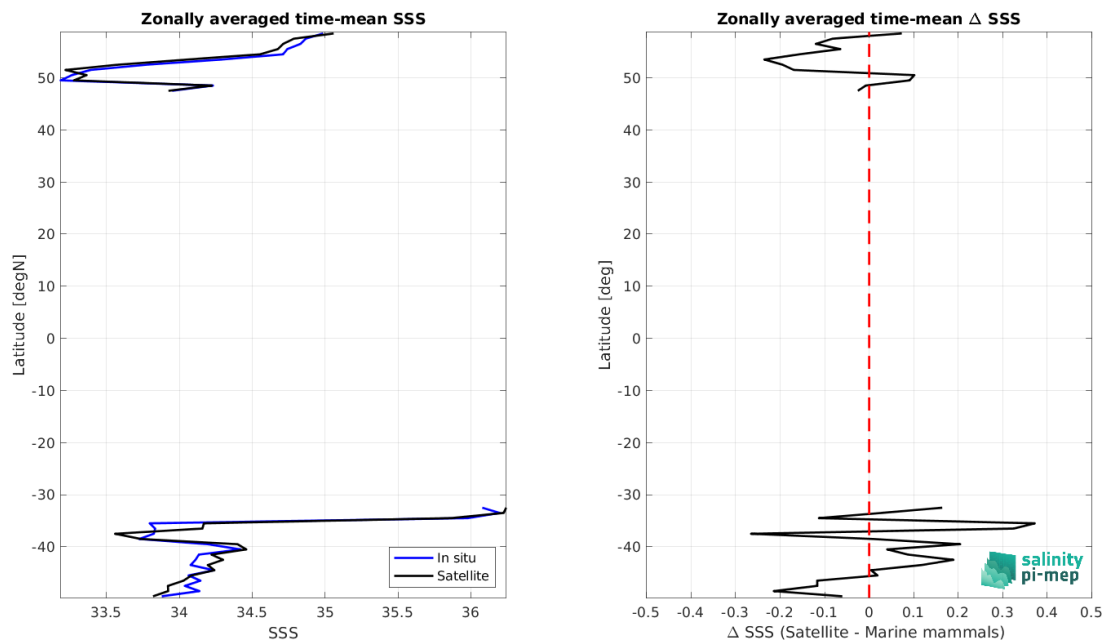 Zonally averaged time-mean SSS
Latitude [degN]
50
40
30
20
10
0
-10
-20
-30
-40
33.5 34 34.5 35 35.5 36
SSS
In situ
Satellite
Zonally averaged time-mean Δ SSS
Latitude [deg]
50
40
30
20
10
0
-10
-20
-30
-40
-0.5 -0.4 -0.3 -0.2 -0.1 0 0.1 0.2 0.3 0.4 0.5
Δ SSS (Satellite - Marine mammals)
salinity
pi-mep